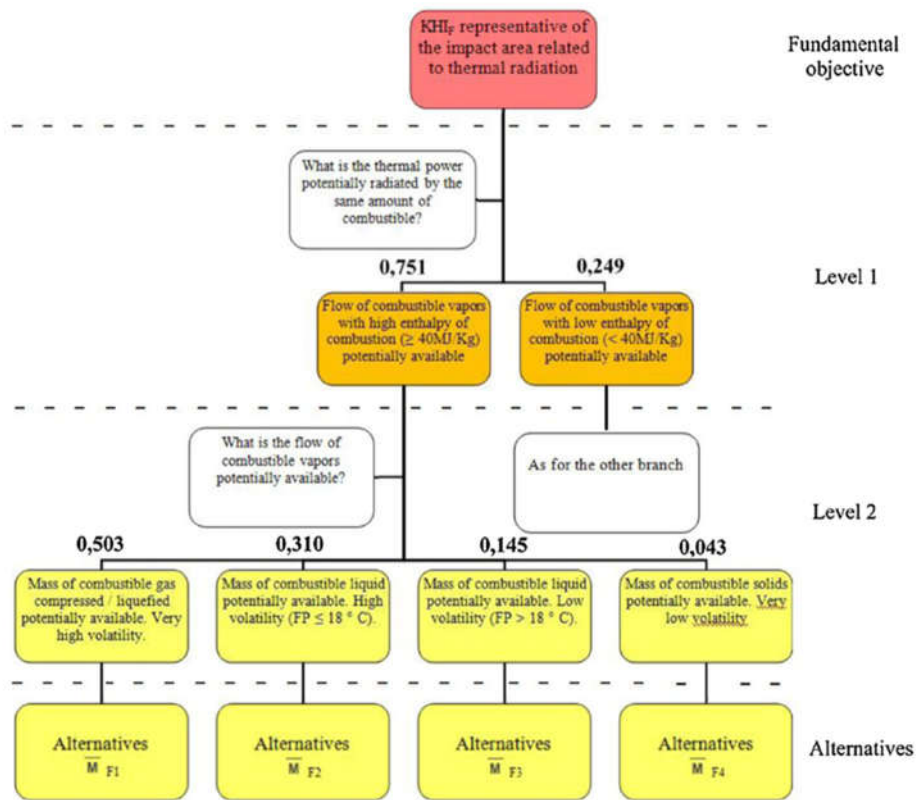 KHIF representative
of the impact area related
to thermal radiation
Fundamental
objective
What is the thermal power
potentially radiated by the
same amount of
combustible?
0,751
0,249
Level 1
Flow of combustible vapors
with high enthalpy of
combustion (≥ 40MJ/Kg)
potentially available
Flow of combustible vapors
with low enthalpy of
combustion (< 40MJ/Kg)
potentially available
What is the flow of
combustible vapors
potentially available?
As for the other branch
Level 2
0,503
0,310
0,145
0,043
Mass of combustible gas
compressed / liquefied
potentially available. Very
high volatility.
Mass of combustible liquid
potentially available. High
volatility (FP ≤ 18 ° C).
Mass of combustible liquid
potentially available. Low
volatility (FP > 18 ° C).
Mass of combustible solids
potentially available. Very
low volatility
Alternatives
M̅ F1
Alternatives
M̅ F2
Alternatives
M̅ F3
Alternatives
M̅ F4
Alternatives